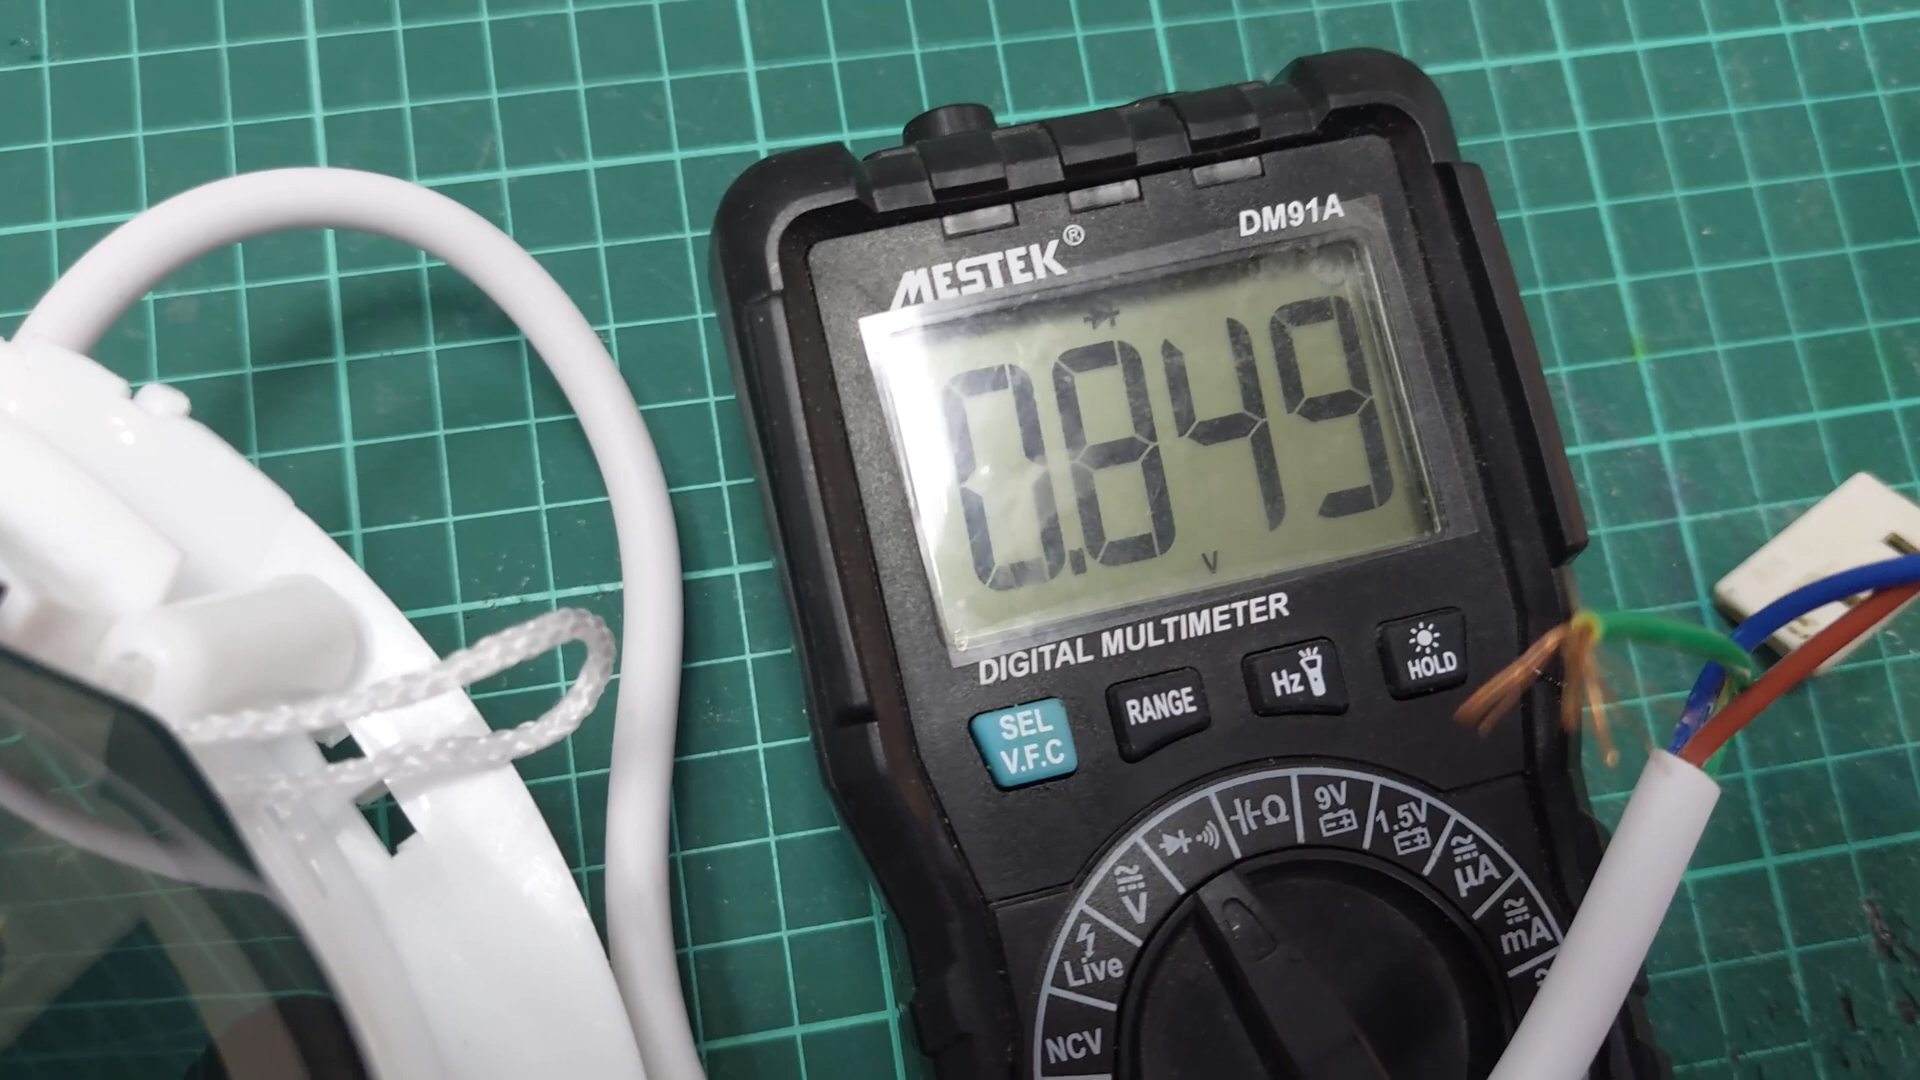 MESTEK®
DM91A
0.849
V
DIGITAL MULTIMETER
SEL
V.F.C
RANGE
Hz
HOLD
NCV
Live
V
Ω
9V
1.5V
µA
mA